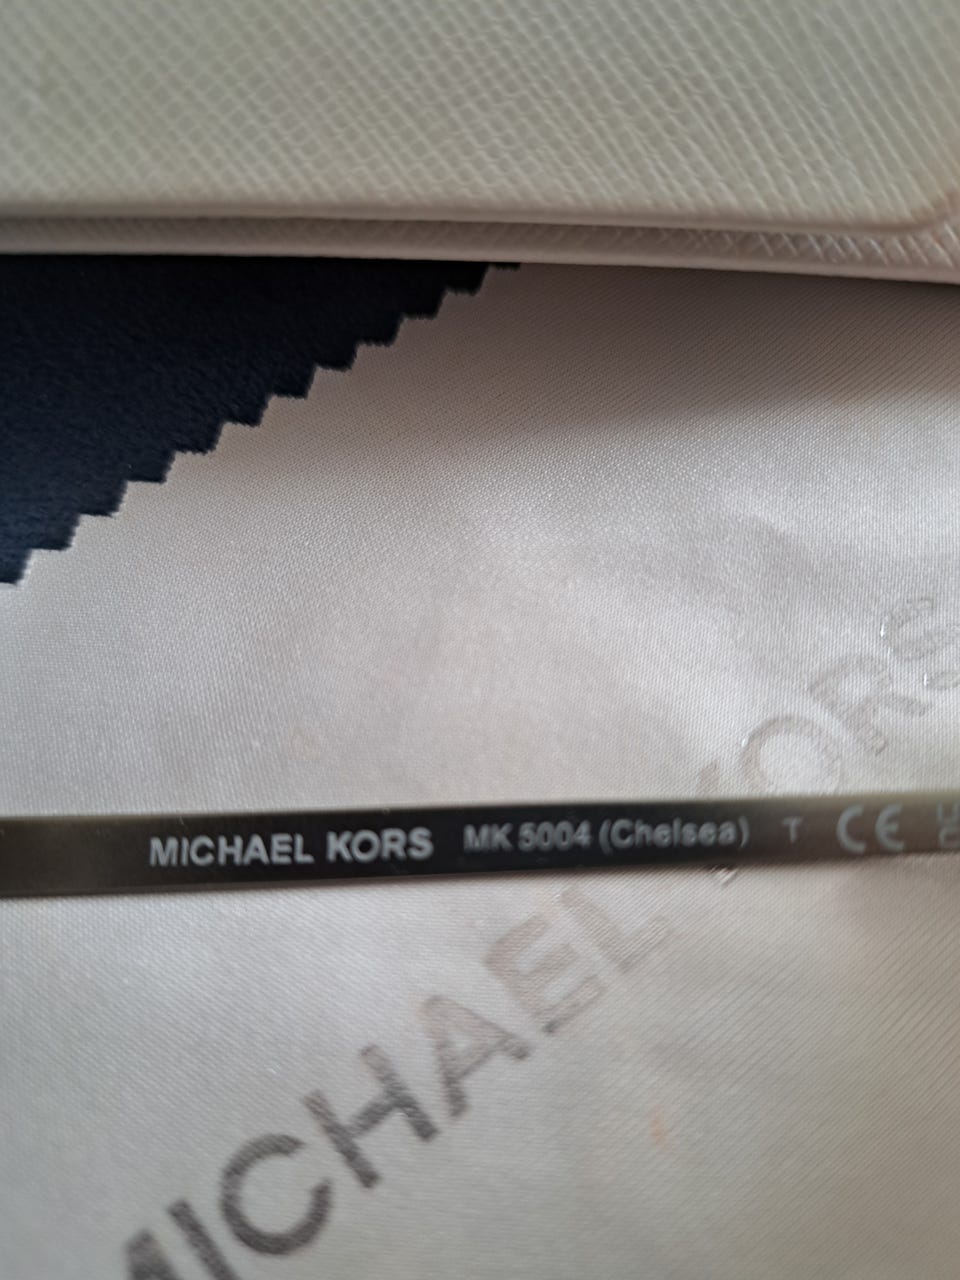 MICHAEL KORS MK 5004 (Chelsea) T CE
MICHAEL KORS